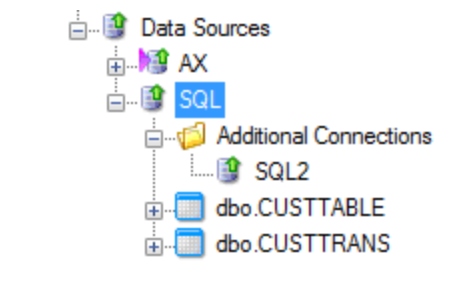 Data Sources
AX
SQL
Additional Connections
SQL2
dbo.CUSTTABLE
dbo.CUSTTRANS